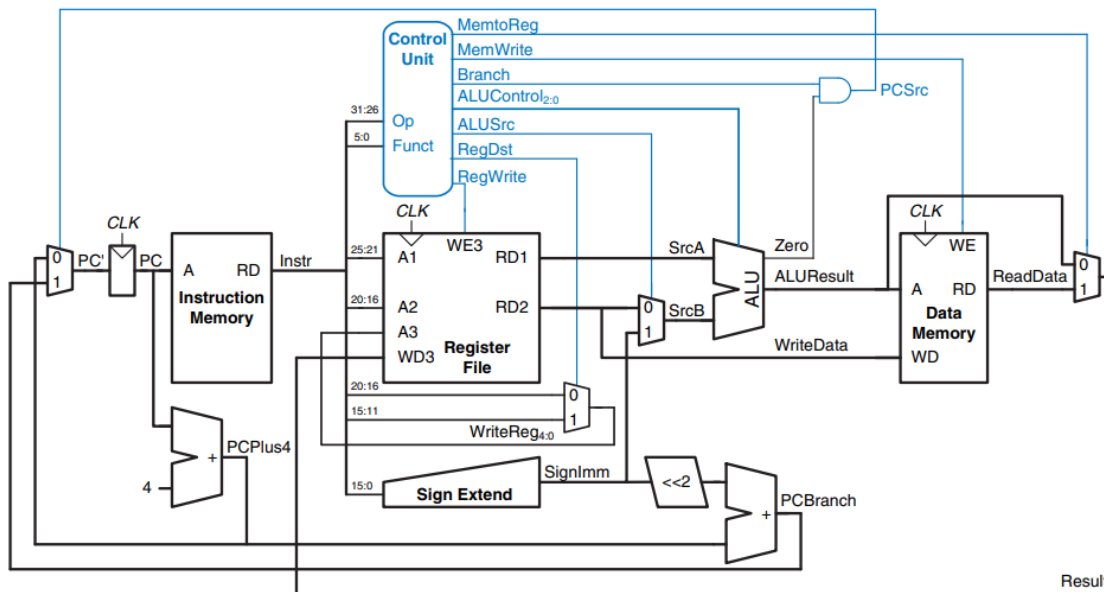 MemtoReg
Control
Unit
MemWrite
Branch
ALUControl2:0
PCSrc
31:26
Op
ALUSrc
5:0
Funct
RegDst
RegWrite
CLK
CLK
CLK
0
1
PC'
PC
A
RD
Instruction
Memory
Instr
25:21
A1
WE3
RD1
SrcA
Zero
WE
20:16
A2
RD2
0
1
SrcB
ALU
ALUResult
A
RD
Data
Memory
ReadData
0
1
A3
WD3
Register
File
WriteData
WD
20:16
0
15:11
1
WriteReg4:0
PCPlus4
+
4
15:0
Sign Extend
SignImm
<<2
PCBranch
+
Result